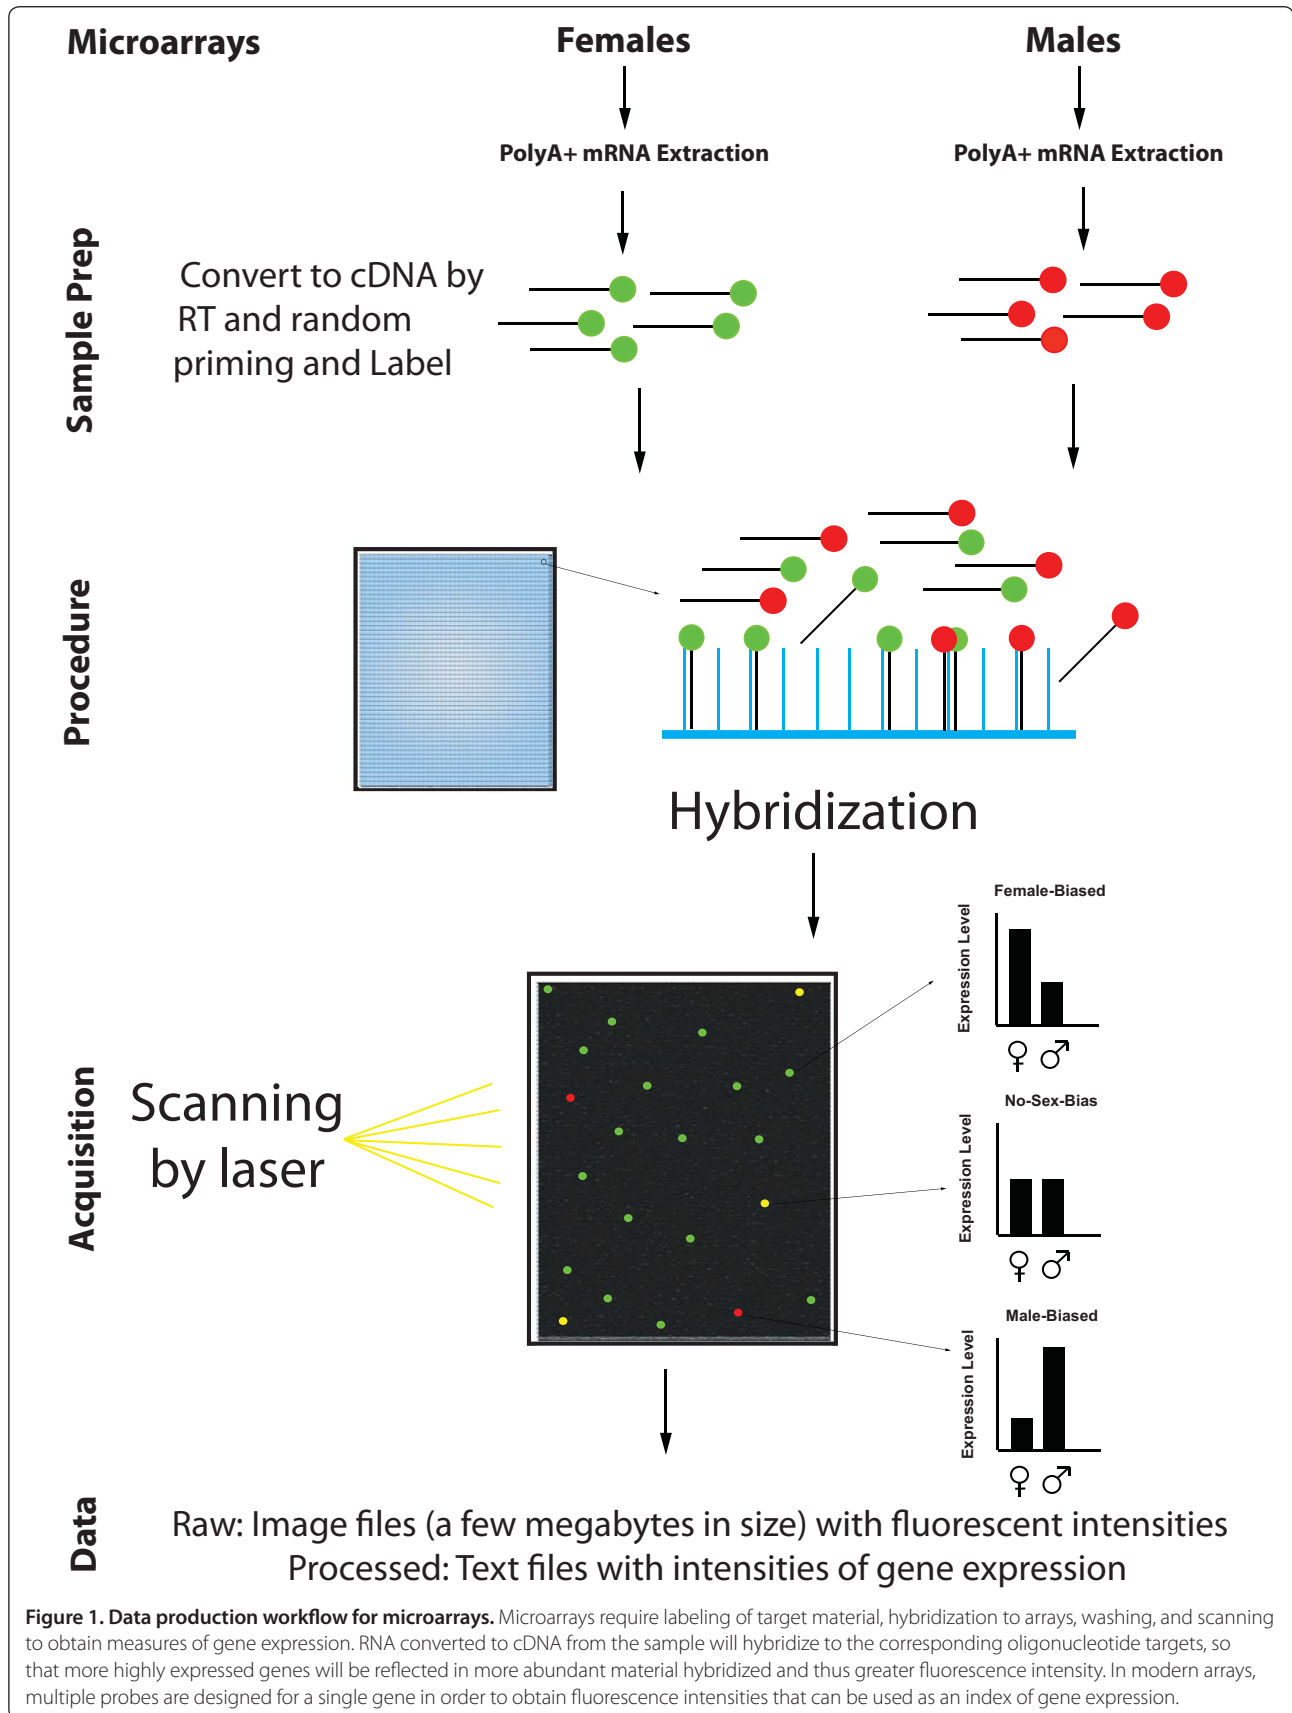 Microarrays
Females
Males
PolyA+ mRNA Extraction
PolyA+ mRNA Extraction
Sample Prep
Convert to cDNA by
RT and random
priming and Label
Procedure
Hybridization
Acquisition
Scanning
by laser
Female-Biased
Expression Level
♀ ♂
No-Sex-Bias
Expression Level
♀ ♂
Male-Biased
Expression Level
♀ ♂
Data
Raw: Image files (a few megabytes in size) with fluorescent intensities
Processed: Text files with intensities of gene expression
Figure 1. Data production workflow for microarrays. Microarrays require labeling of target material, hybridization to arrays, washing, and scanning
to obtain measures of gene expression. RNA converted to cDNA from the sample will hybridize to the corresponding oligonucleotide targets, so
that more highly expressed genes will be reflected in more abundant material hybridized and thus greater fluorescence intensity. In modern arrays,
multiple probes are designed for a single gene in order to obtain fluorescence intensities that can be used as an index of gene expression.